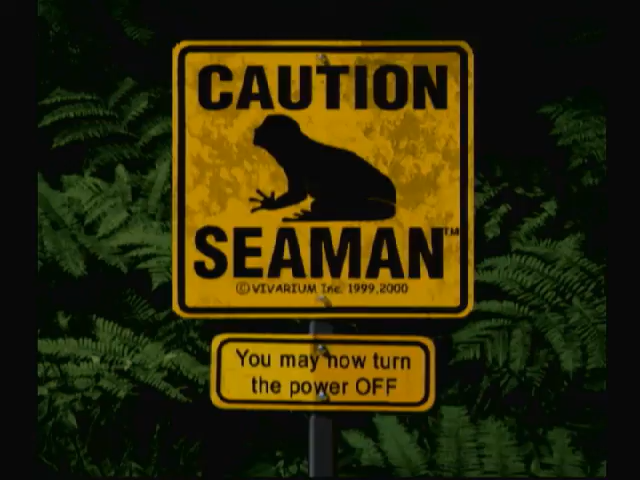 CAUTION
SEAMAN™
©VIVARIUM Inc. 1999,2000
You may now turn
the power OFF